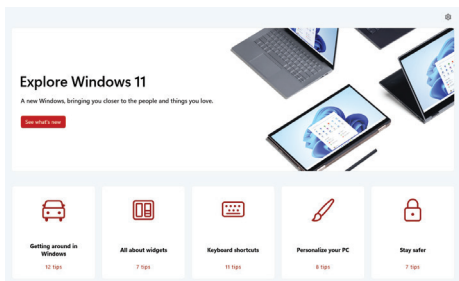 Explore Windows 11
A new Windows, bringing you closer to the people and things you love.
See what's new
Getting around in
Windows
12 tips
All about widgets
7 tips
Keyboard shortcuts
11 tips
Personalize your PC
8 tips
Stay safer
7 tips